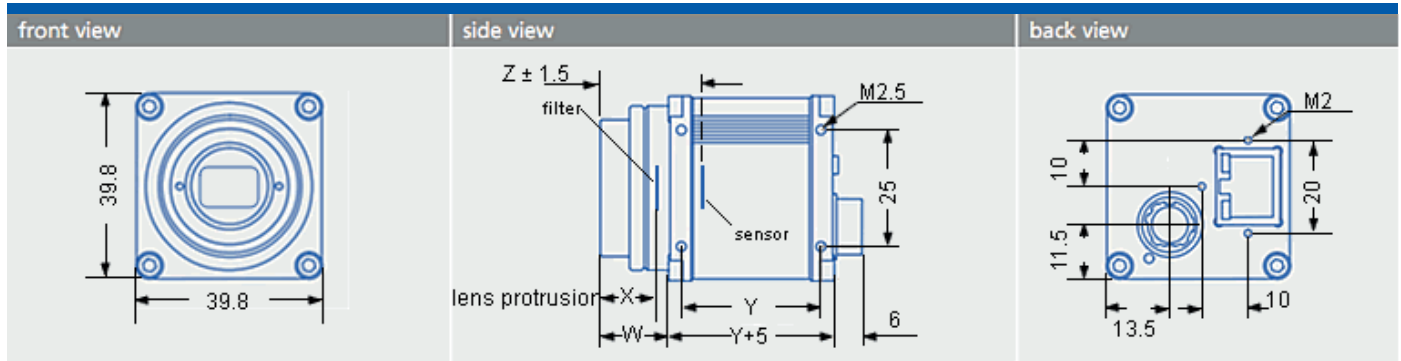 front view
side view
back view
39.8
39.8
Z ± 1.5
filter
M2.5
25
sensor
lens protrusion
X
Y
W
Y+5
6
M2
10
20
11.5
13.5
10